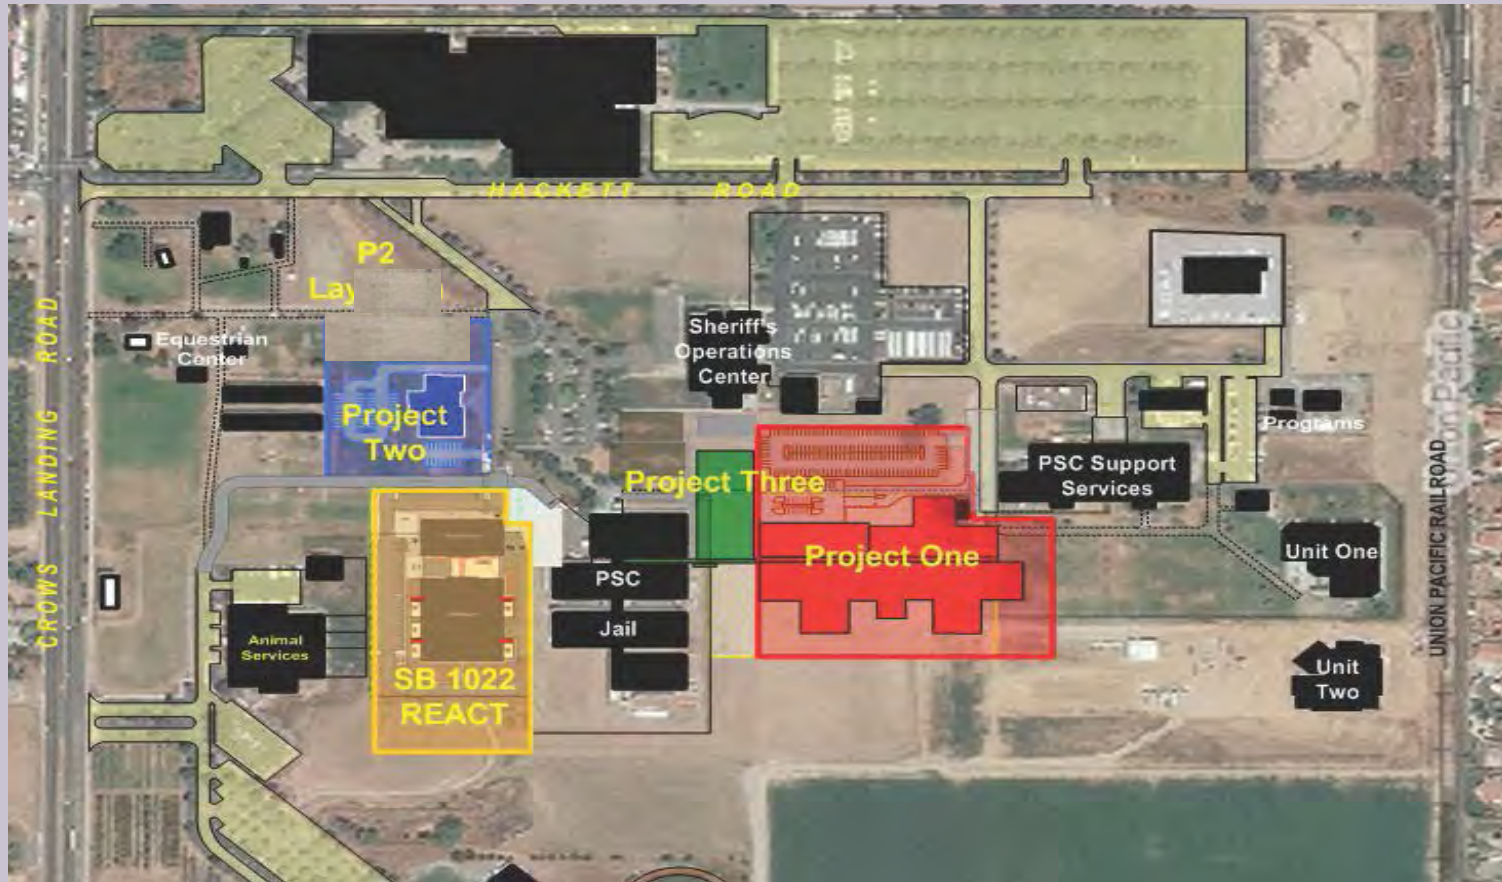 HACKETT ROAD
P2
Lay
CROWS LANDING ROAD
Equestrian
Center
Sheriff's
Operations
Center
Project
Two
Project Three
Programs
PSC Support
Services
Project One
Unit One
PSC
Jail
Animal
Services
SB 1022
REACT
Unit
Two
UNION PACIFIC RAILROAD
Union Pacific